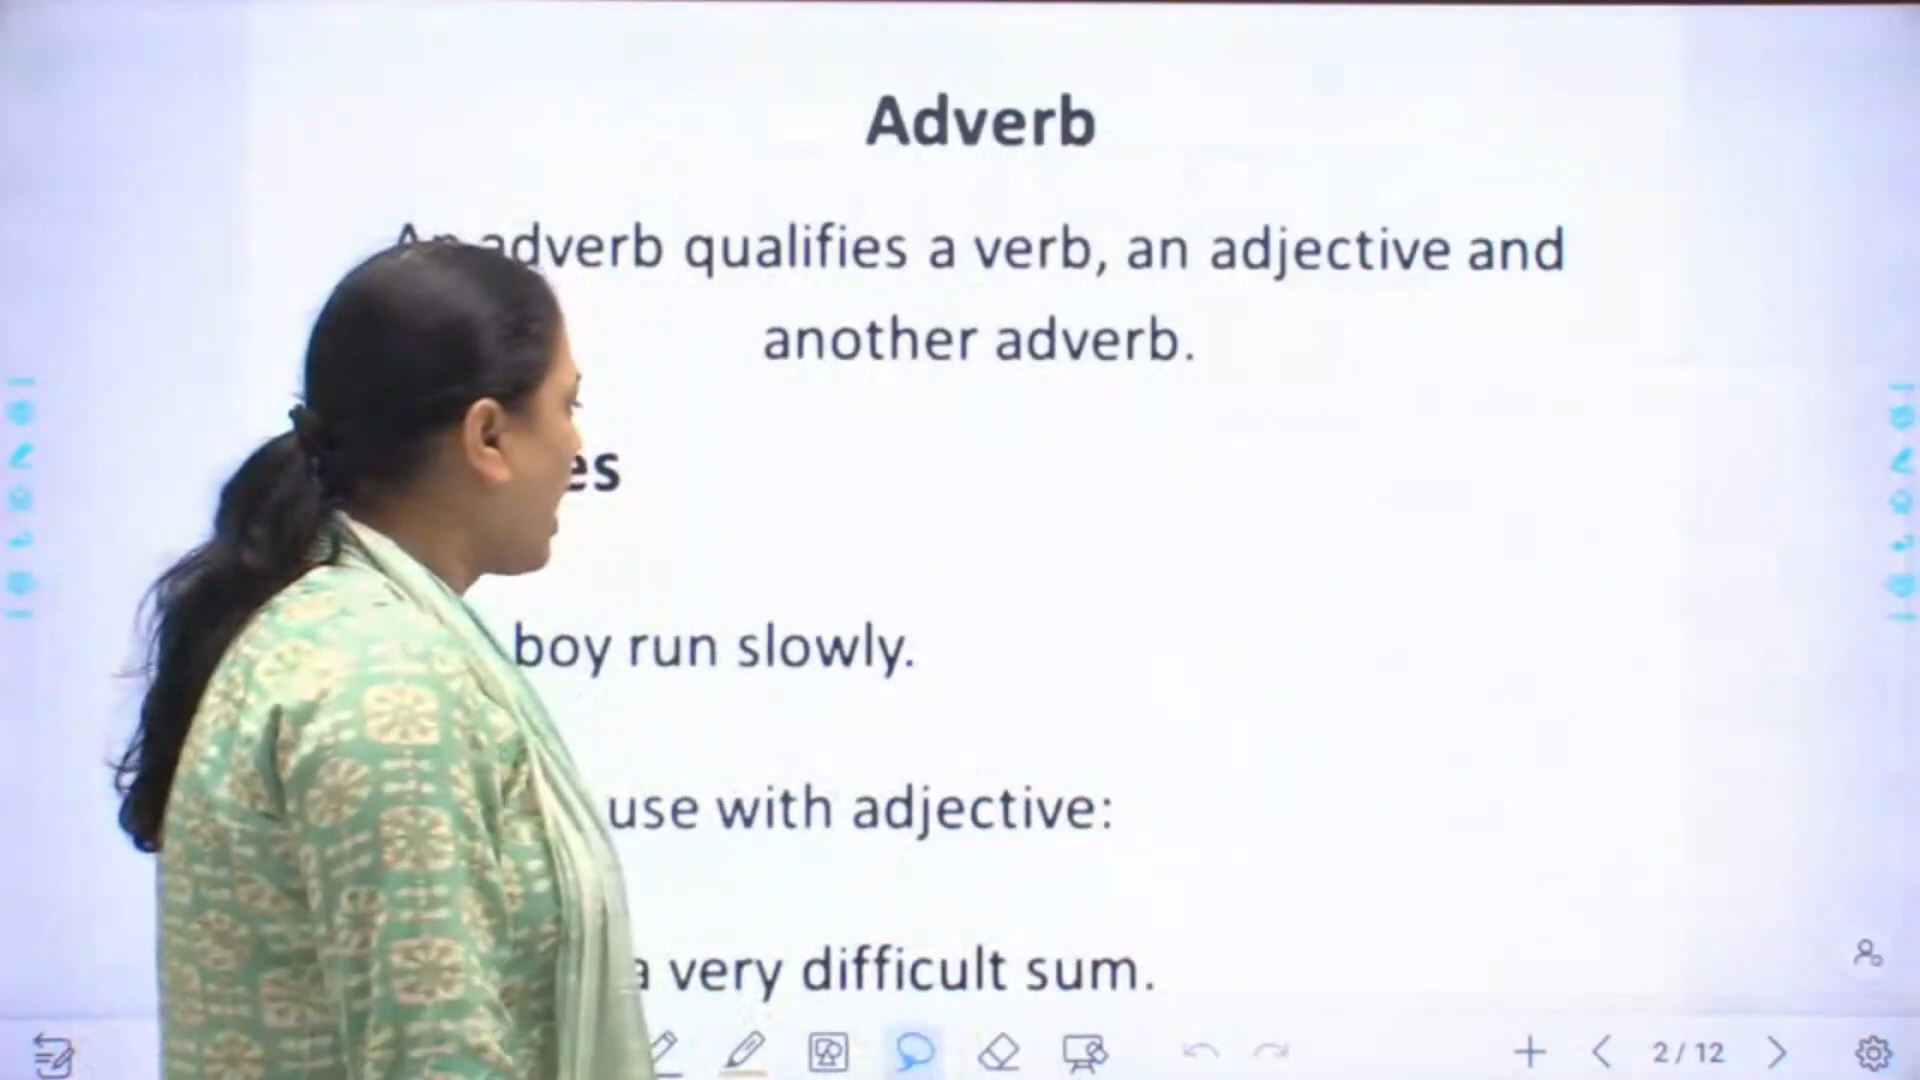 Adverb
An adverb qualifies a verb, an adjective and
another adverb.
boy run slowly.
use with adjective:
a very difficult sum.
2/12